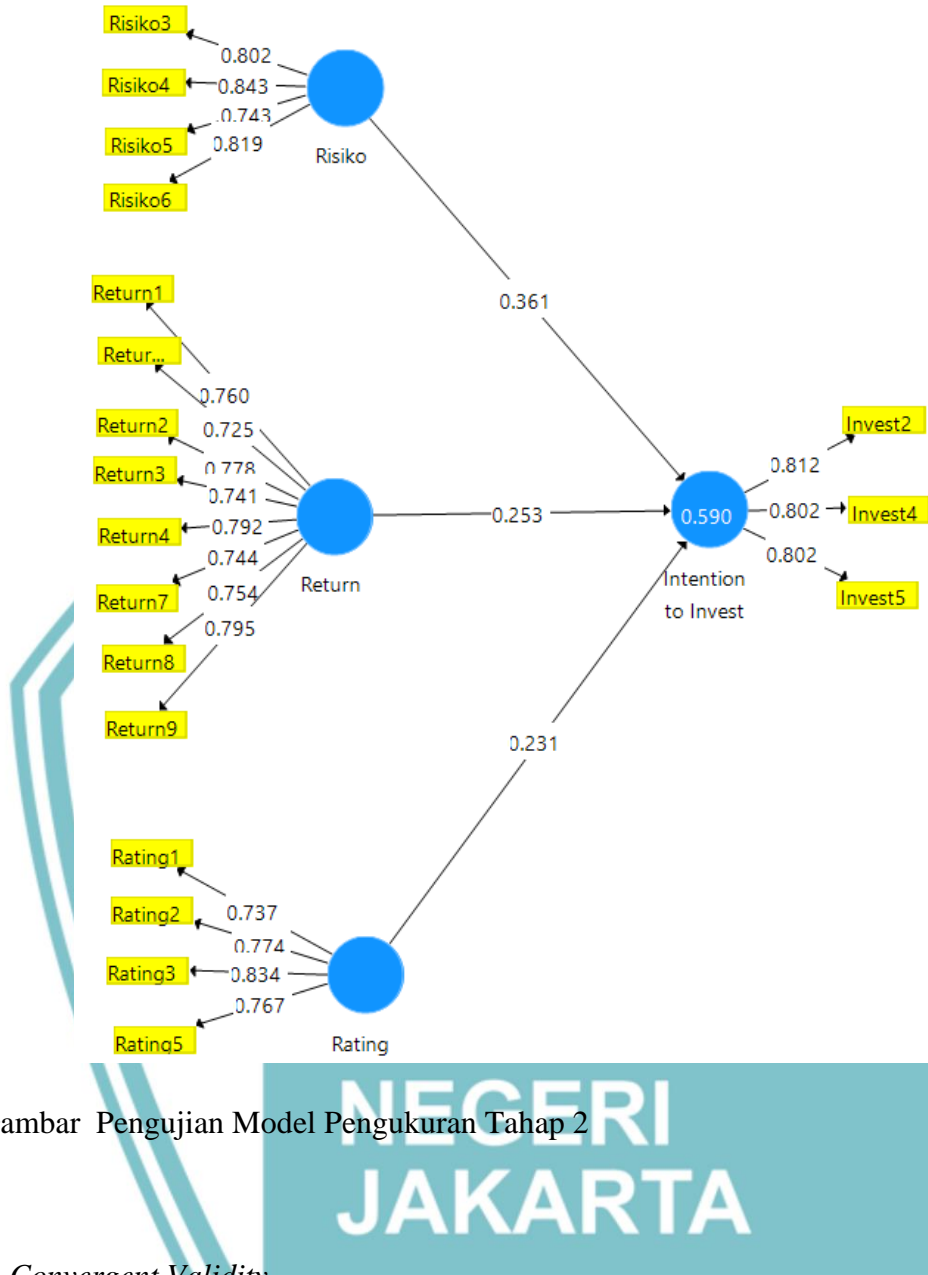 Risiko3
0.802
Risiko4
0.843
0.743
Risiko5
0.819
Risiko6
Risiko
0.361
Return1
Retur...
0.760
Return2
0.725
0.778
Return3
0.741
Return4
0.792
0.744
Return7
0.754
0.795
Return8
Return9
Return
0.253
0.590
Intention
to Invest
Invest2
0.812
0.802
Invest4
0.802
Invest5
0.231
Rating1
0.737
Rating2
0.774
Rating3
0.834
0.767
Rating5
Rating
ambar Pengujian Model Pengukuran Tahap 2
NEGERI
JAKARTA
Convergent Validity